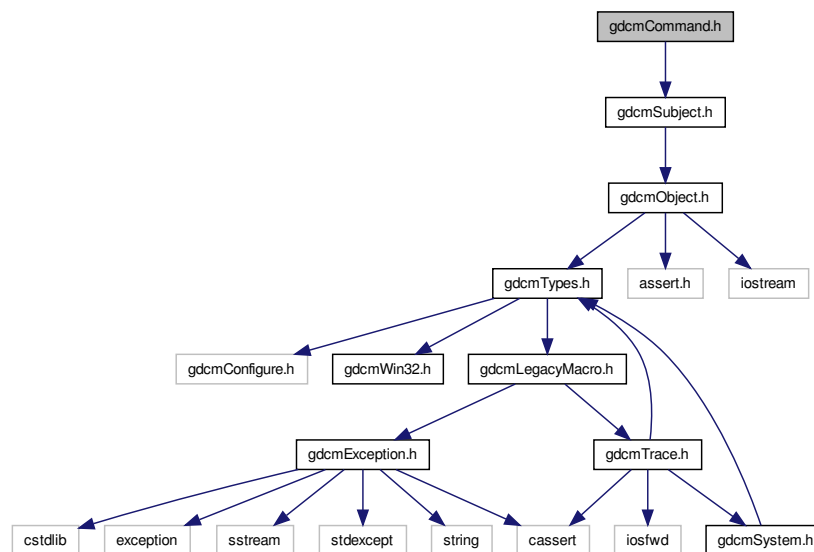 gdcmCommand.h
gdcmSubject.h
gdcmObject.h
gdcmTypes.h
assert.h
iostream
gdcmConfigure.h
gdcmWin32.h
gdcmLegacyMacro.h
gdcmException.h
gdcmTrace.h
cstdlib
exception
sstream
stdexcept
string
cassert
iosfwd
gdcmSystem.h